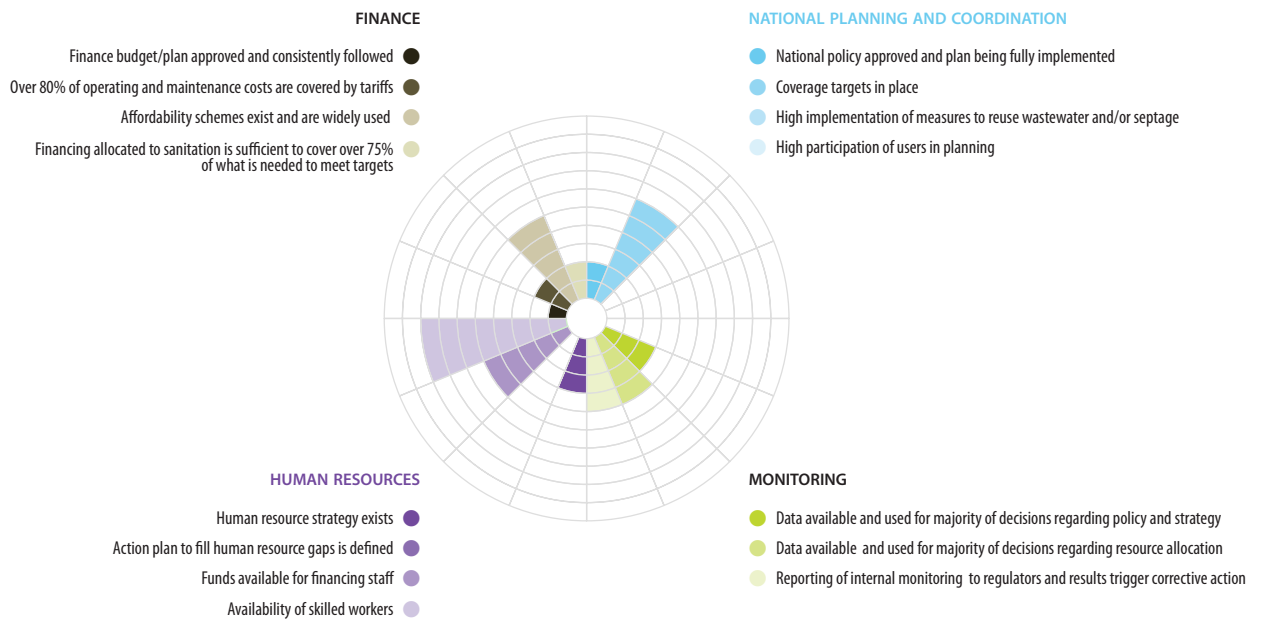 FINANCE
Finance budget/plan approved and consistently followed
Over 80% of operating and maintenance costs are covered by tariffs
Affordability schemes exist and are widely used
Financing allocated to sanitation is sufficient to cover over 75%
of what is needed to meet targets
NATIONAL PLANNING AND COORDINATION
National policy approved and plan being fully implemented
Coverage targets in place
High implementation of measures to reuse wastewater and/or septage
High participation of users in planning
HUMAN RESOURCES
Human resource strategy exists
Action plan to fill human resource gaps is defined
Funds available for financing staff
Availability of skilled workers
MONITORING
Data available and used for majority of decisions regarding policy and strategy
Data available and used for majority of decisions regarding resource allocation
Reporting of internal monitoring to regulators and results trigger corrective action